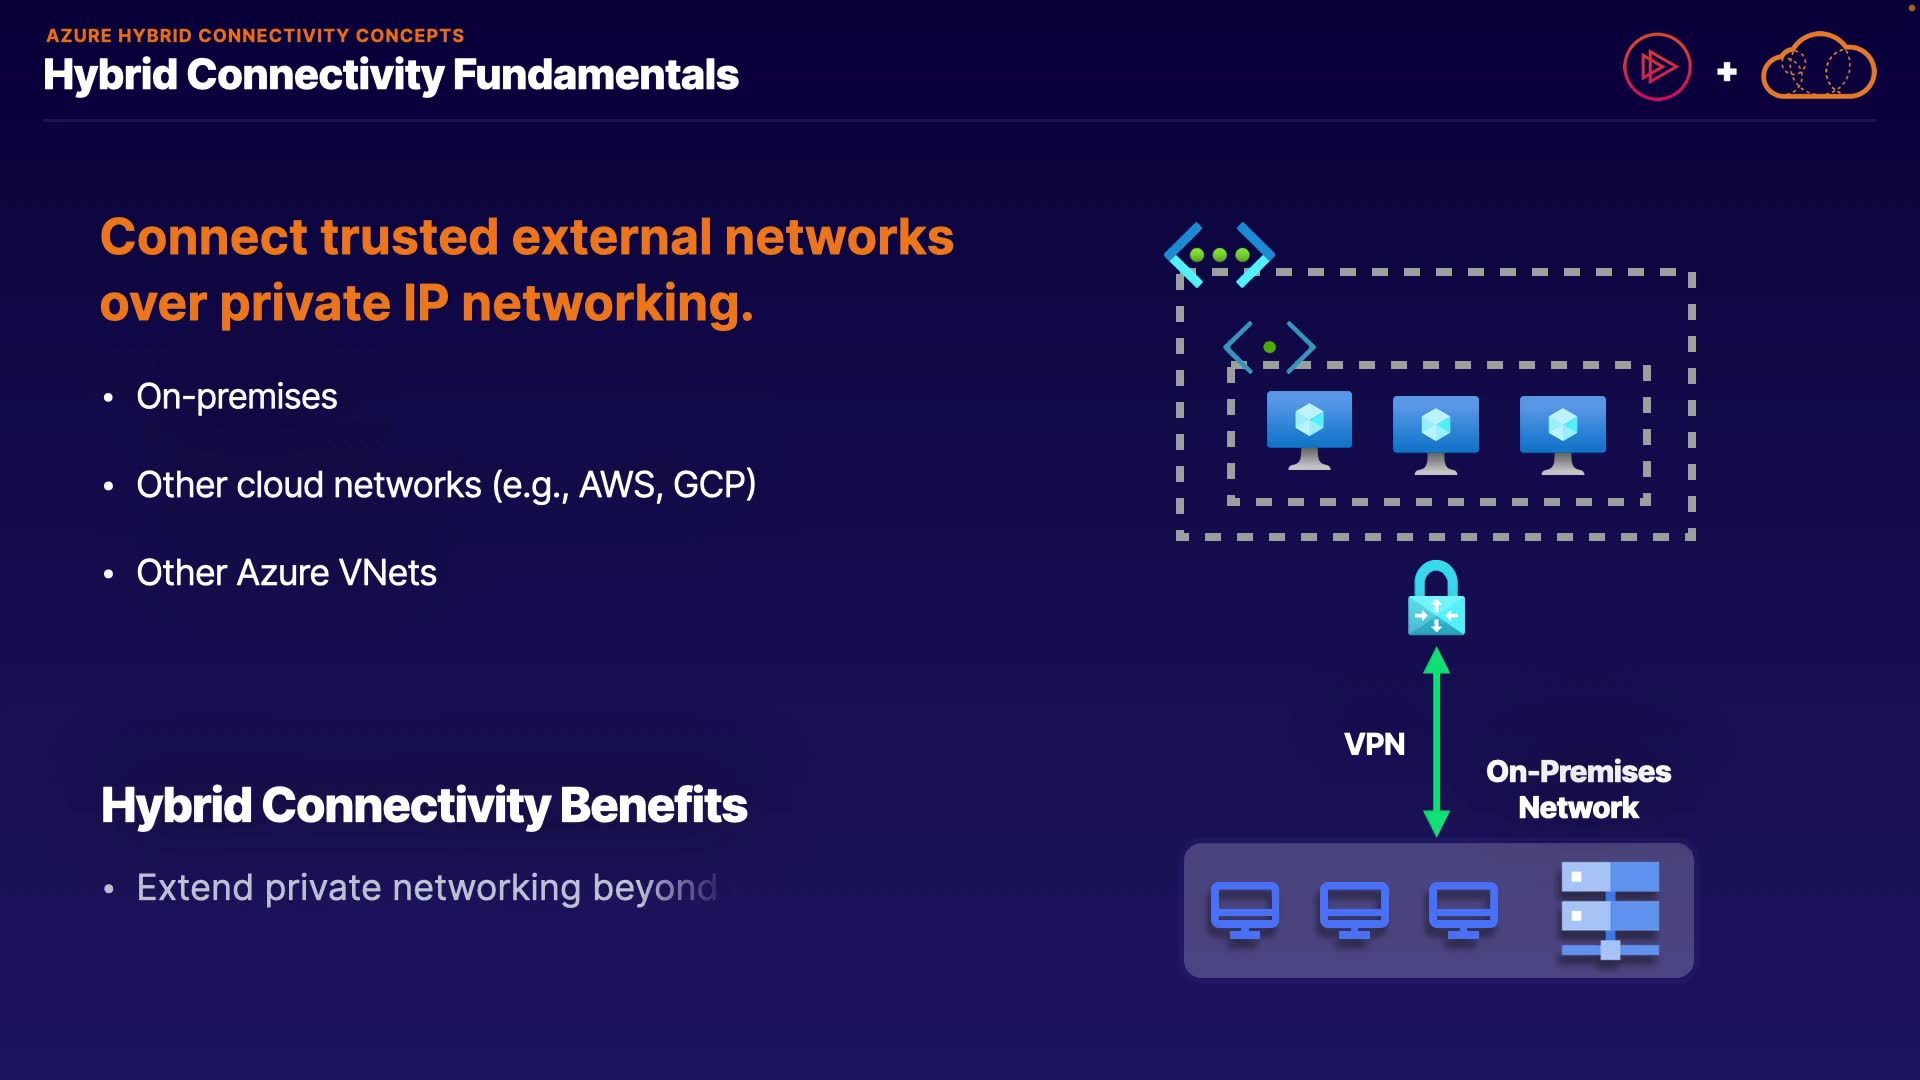 AZURE HYBRID CONNECTIVITY CONCEPTS
Hybrid Connectivity Fundamentals
Connect trusted external networks
over private IP networking.
• On-premises
• Other cloud networks (e.g., AWS, GCP)
• Other Azure VNets
Hybrid Connectivity Benefits
• Extend private networking beyond
VPN
On-Premises
Network